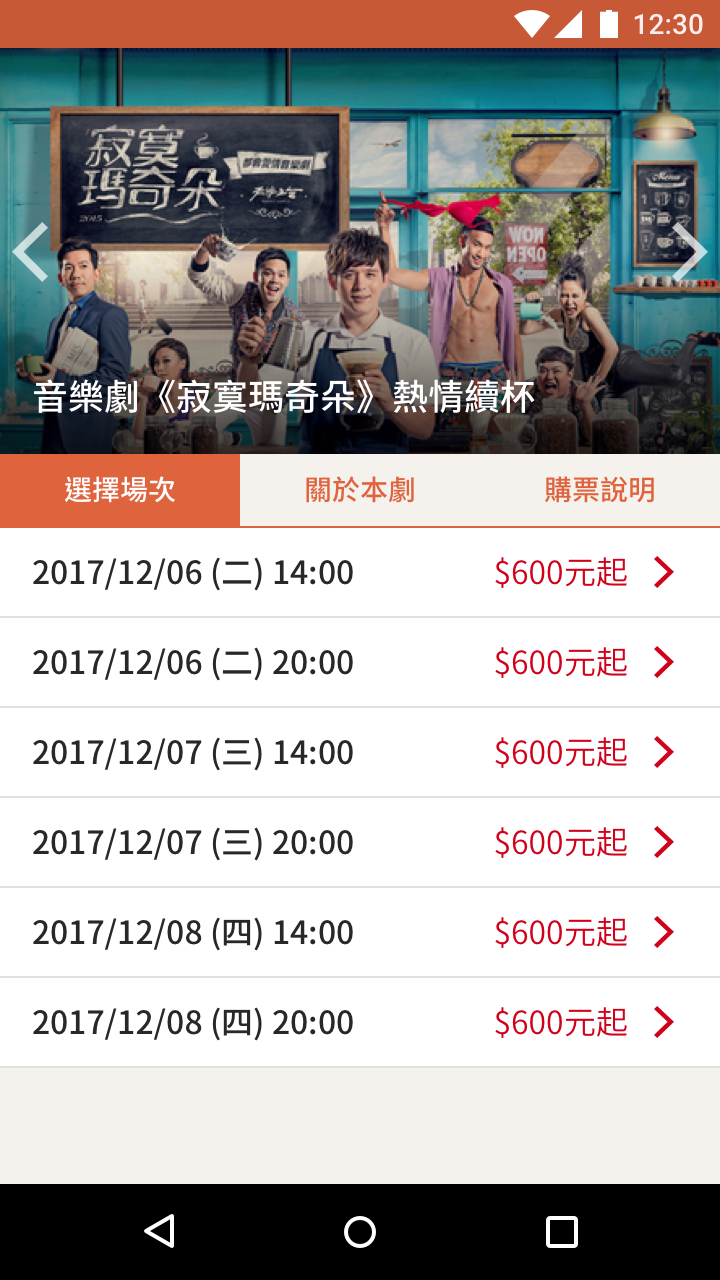 12:30
寂寞
瑪奇朵
都會愛情音樂劇
2015
Menu
NOW
OPEN
音樂劇《寂寞瑪奇朵》熱情續杯
選擇場次
關於本劇
購票說明
2017/12/06 (二) 14:00 $600元起
2017/12/06 (二) 20:00 $600元起
2017/12/07 (三) 14:00 $600元起
2017/12/07 (三) 20:00 $600元起
2017/12/08 (四) 14:00 $600元起
2017/12/08 (四) 20:00 $600元起